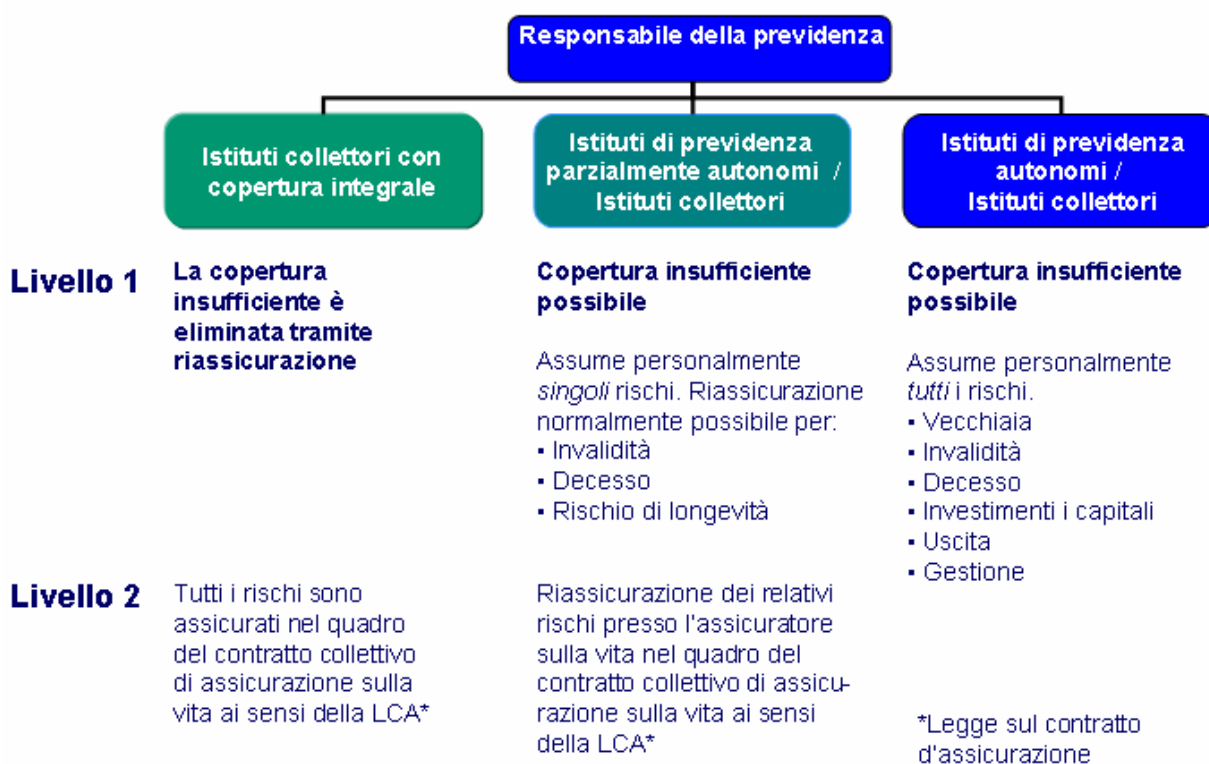 Responsabile della previdenza
Istituti collettori con
copertura integrale
Istituti di previdenza
parzialmente autonomi /
Istituti collettori
Istituti di previdenza
autonomi /
Istituti collettori
Livello 1
La copertura
insufficiente è
eliminata tramite
riassicurazione
Copertura insufficiente
possibile
Assume personalmente
singoli rischi. Riassicurazione
normalmente possibile per:
▪ Invalidità
▪ Decesso
▪ Rischio di longevità
Copertura insufficiente
possibile
Assume personalmente
tutti i rischi.
▪ Vecchiaia
▪ Invalidità
▪ Decesso
▪ Investimenti i capitali
▪ Uscita
▪ Gestione
Livello 2
Tutti i rischi sono
assicurati nel quadro
del contratto collettivo
di assicurazione sulla
vita ai sensi della LCA*
Riassicurazione dei relativi
rischi presso l'assicuratore
sulla vita nel quadro del
contratto collettivo di assicu-
razione sulla vita ai sensi
della LCA*
*Legge sul contratto
d'assicurazione